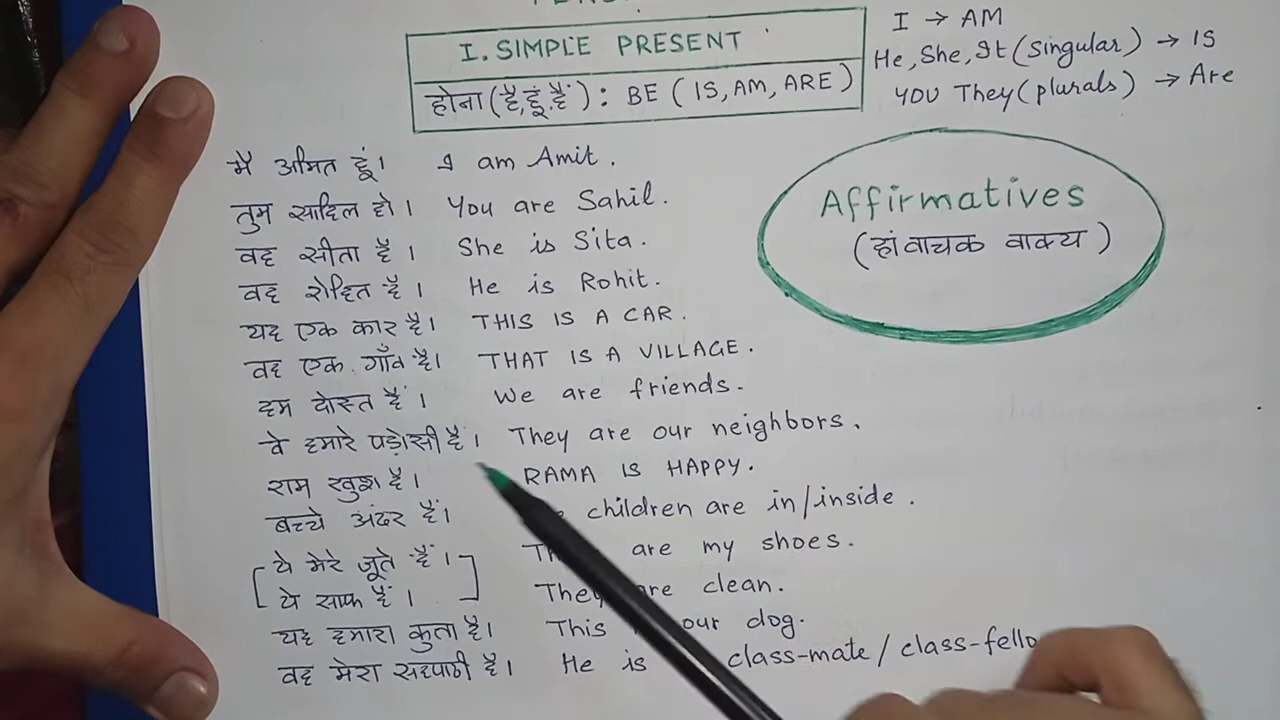 I. SIMPLE PRESENT
होना (है, हूं, हैं) : BE ( IS, AM, ARE )
I → AM
He, She, It (singular) → IS
YOU They (plurals) → Are
Affirmatives
(हांवाचक वाक्य)
मै अमित हूं। I am Amit.
तुम साहिल हो। You are Sahil.
वह सीता है। She is Sita.
वह रोहित है। He is Rohit.
यह एक कार है। THIS IS A CAR.
वह एक गाँव है। THAT IS A VILLAGE.
हम दोस्त हैं। We are friends.
वे हमारे पड़ोसी हैं। They are our neighbors.
राम खुश है। RAMA IS HAPPY.
बच्चे अंदर हैं। children are in/inside.
ये मेरे जूते हैं। are my shoes.
ये साफ हैं। They are clean.
यह हमारा कुता है। This our dog.
वह मेरा सहपाठी है। He is class-mate / class-fello